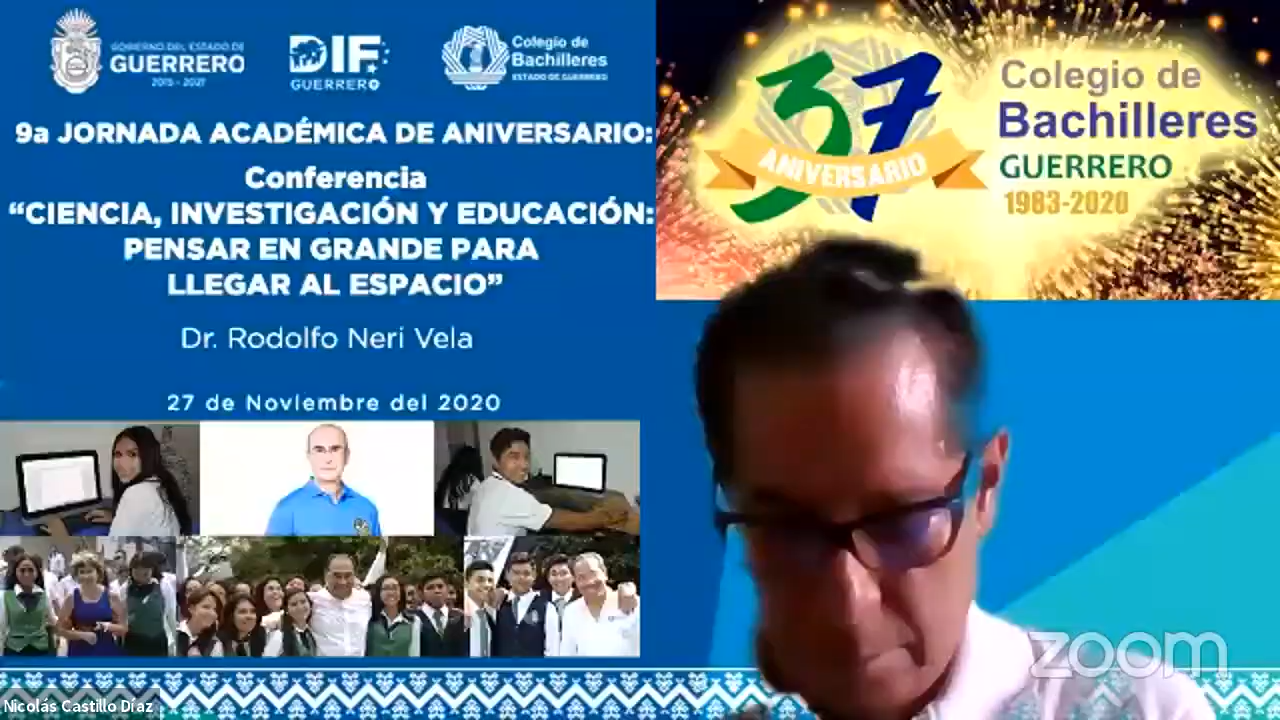 GOBIERNO DEL ESTADO DE
GUERRERO
2015 - 2021
DIF
GUERRERO
Colegio de
Bachilleres
ESTADO DE GUERRERO
9a JORNADA ACADÉMICA DE ANIVERSARIO:
Conferencia
“CIENCIA, INVESTIGACIÓN Y EDUCACIÓN:
PENSAR EN GRANDE PARA
LLEGAR AL ESPACIO”
Dr. Rodolfo Neri Vela
27 de Noviembre del 2020
37
ANIVERSARIO
Colegio de
Bachilleres
GUERRERO
1983-2020
zoom
Nicolás Castillo Díaz